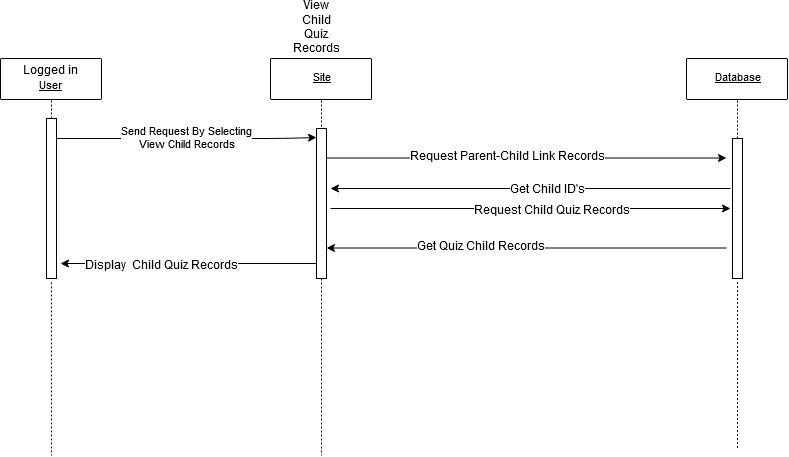 View
Child
Quiz
Records
Logged in
User
Site
Database
Send Request By Selecting
View Child Records
Request Parent-Child Link Records
Get Child ID's
Request Child Quiz Records
Get Quiz Child Records
Display Child Quiz Records